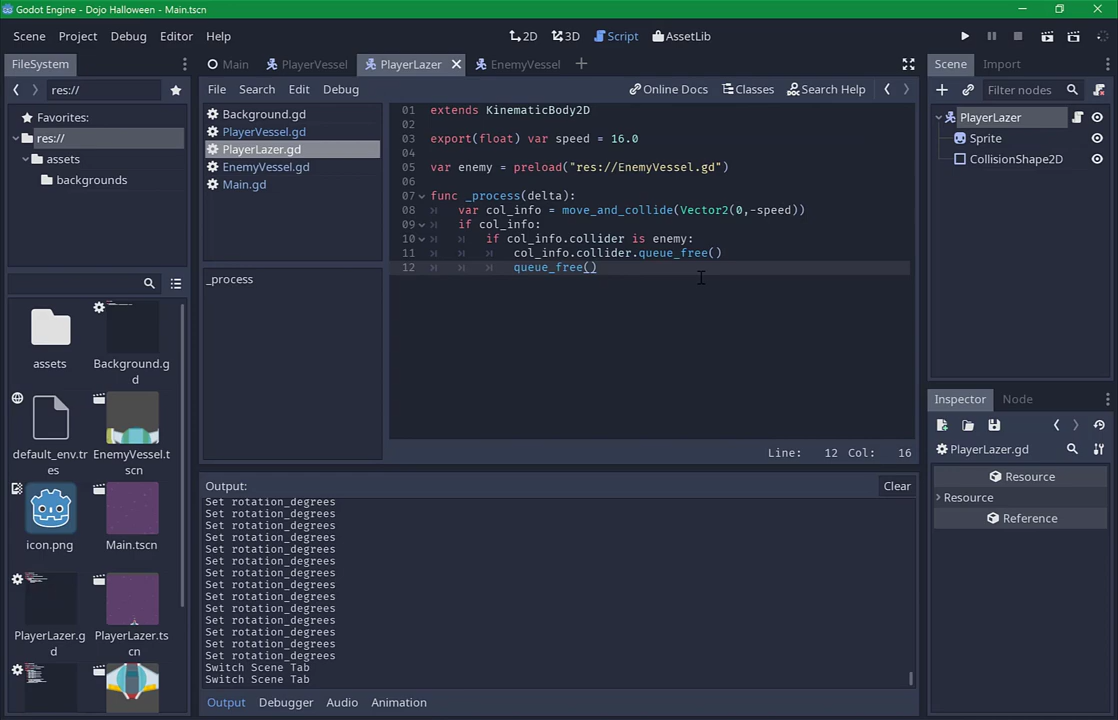 Godot Engine - Dojo Halloween - Main.tscn
Scene Project Debug Editor Help
2D 3D Script AssetLib
FileSystem
res://
Favorites:
res://
assets
backgrounds
assets
Background.g
d
default_env.t
res
EnemyVessel.t
scn
icon.png
Main.tscn
PlayerLazer.g
d
PlayerLazer.ts
cn
Main PlayerVessel PlayerLazer EnemyVessel
File Search Edit Debug
Online Docs Classes Search Help
Background.gd
PlayerVessel.gd
PlayerLazer.gd
EnemyVessel.gd
Main.gd
_process
01 extends KinematicBody2D
02
03 export(float) var speed = 16.0
04
05 var enemy = preload("res://EnemyVessel.gd")
06
07 func _process(delta):
08 var col_info = move_and_collide(Vector2(0,-speed))
09 if col_info:
10 if col_info.collider is enemy:
11 col_info.collider.queue_free()
12 queue_free()
Line: 12 Col: 16
Output:
Clear
Set rotation_degrees
Set rotation_degrees
Set rotation_degrees
Set rotation_degrees
Set rotation_degrees
Set rotation_degrees
Set rotation_degrees
Set rotation_degrees
Set rotation_degrees
Set rotation_degrees
Set rotation_degrees
Set rotation_degrees
Set rotation_degrees
Set rotation_degrees
Switch Scene Tab
Switch Scene Tab
Output Debugger Audio Animation
Scene Import
Filter nodes
PlayerLazer
Sprite
CollisionShape2D
Inspector Node
PlayerLazer.gd
Resource
Resource
Reference